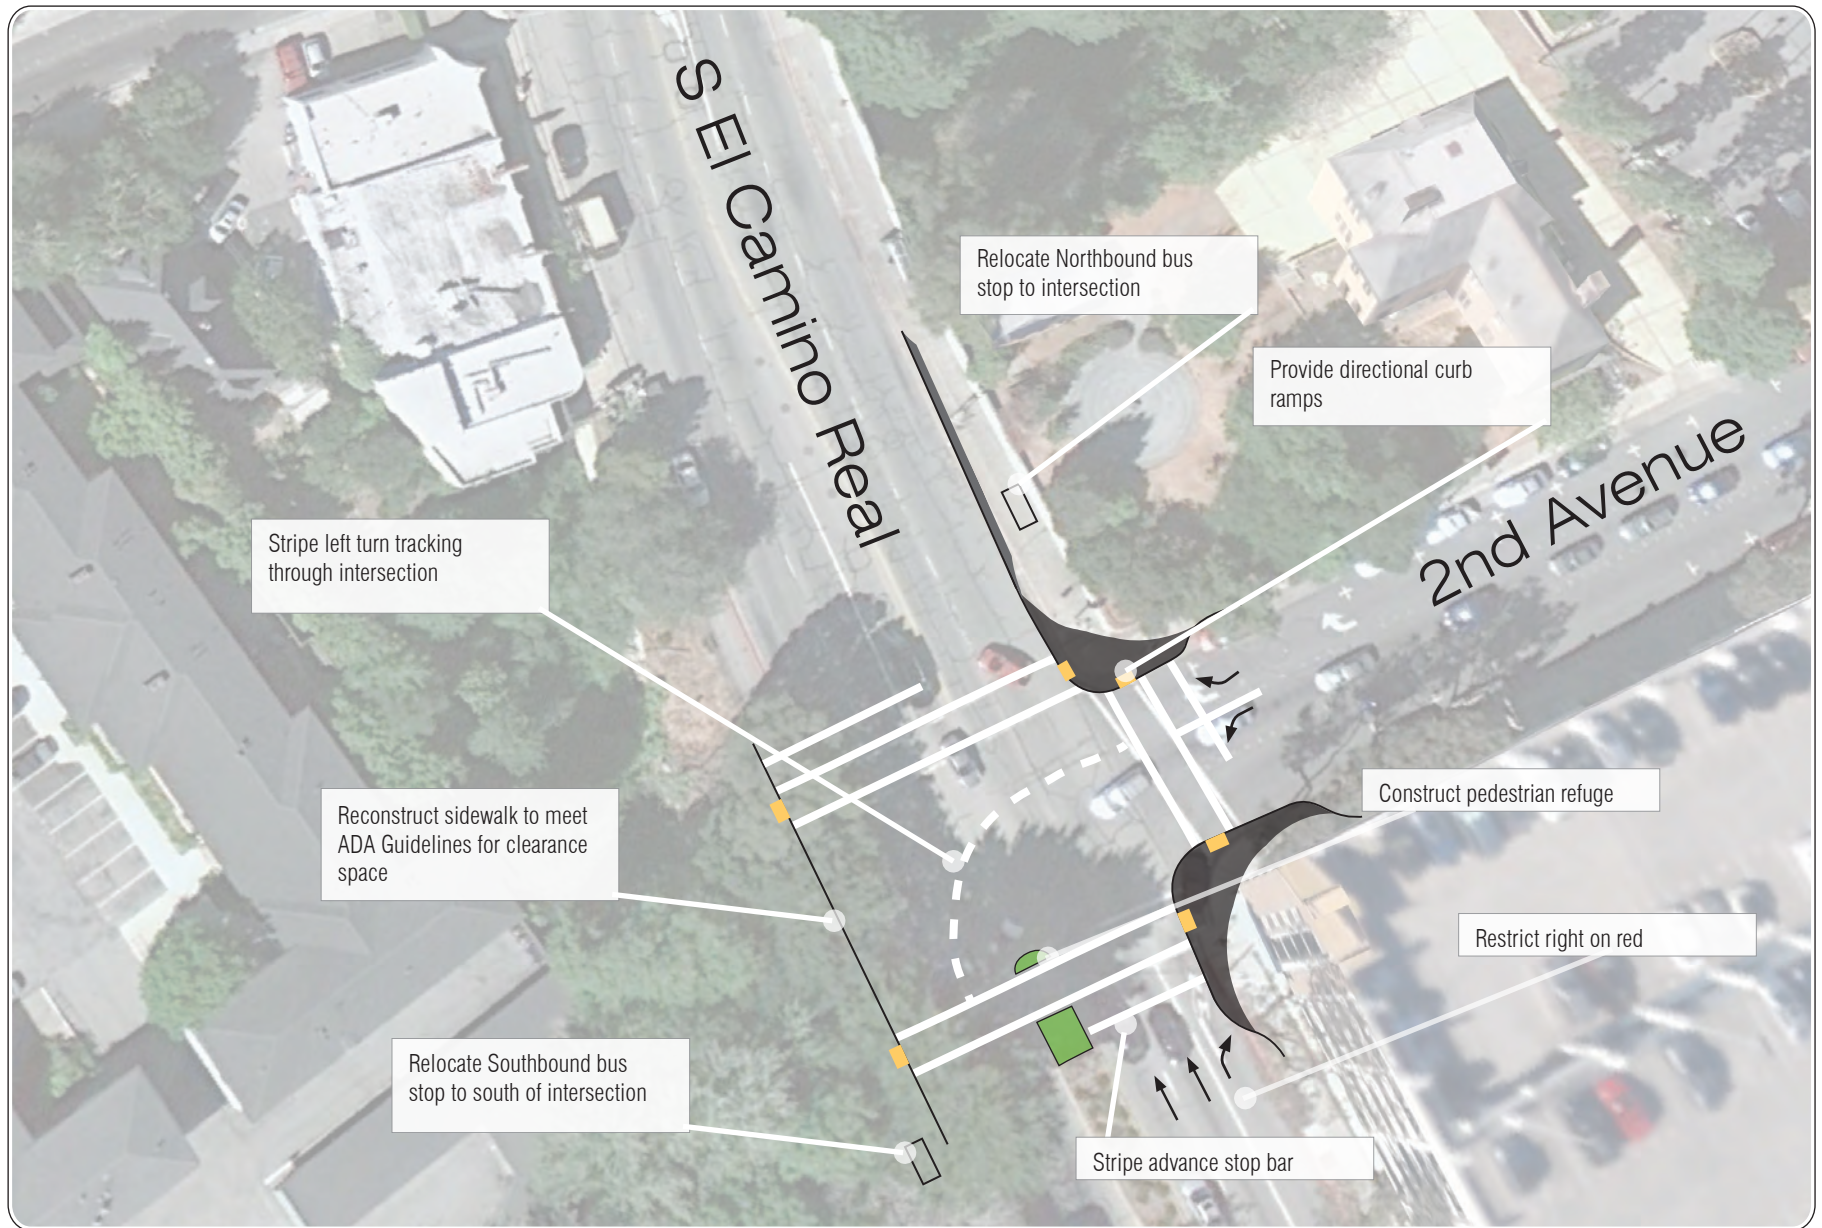 S El Camino Real
Relocate Northbound bus
stop to intersection
Provide directional curb
ramps
2nd Avenue
Stripe left turn tracking
through intersection
Reconstruct sidewalk to meet
ADA Guidelines for clearance
space
Construct pedestrian refuge
Restrict right on red
Relocate Southbound bus
stop to south of intersection
Stripe advance stop bar